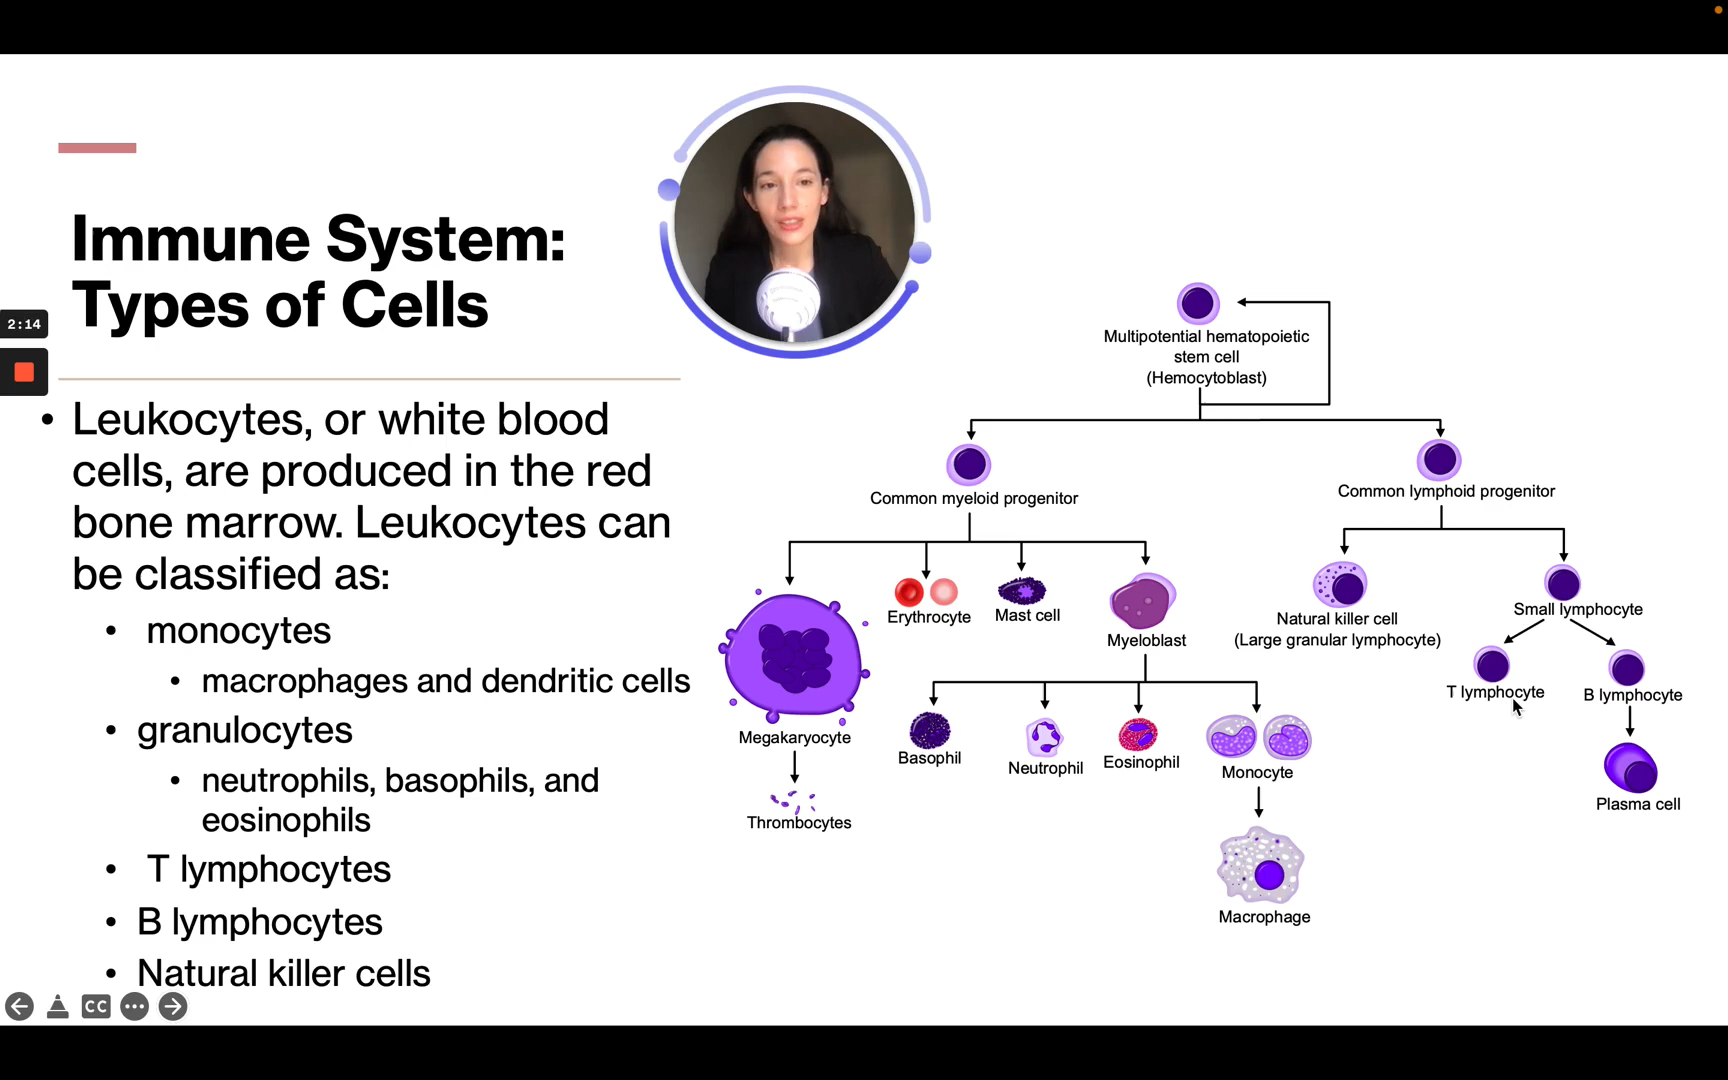 Immune System:
Types of Cells
2:14
• Leukocytes, or white blood
cells, are produced in the red
bone marrow. Leukocytes can
be classified as:
• monocytes
• macrophages and dendritic cells
• granulocytes
• neutrophils, basophils, and
eosinophils
• T lymphocytes
• B lymphocytes
• Natural killer cells
CC
Multipotential hematopoietic
stem cell
(Hemocytoblast)
Common myeloid progenitor
Common lymphoid progenitor
Erythrocyte
Mast cell
Myeloblast
Natural killer cell
(Large granular lymphocyte)
Small lymphocyte
T lymphocyte
B lymphocyte
Megakaryocyte
Basophil
Neutrophil
Eosinophil
Monocyte
Plasma cell
Thrombocytes
Macrophage